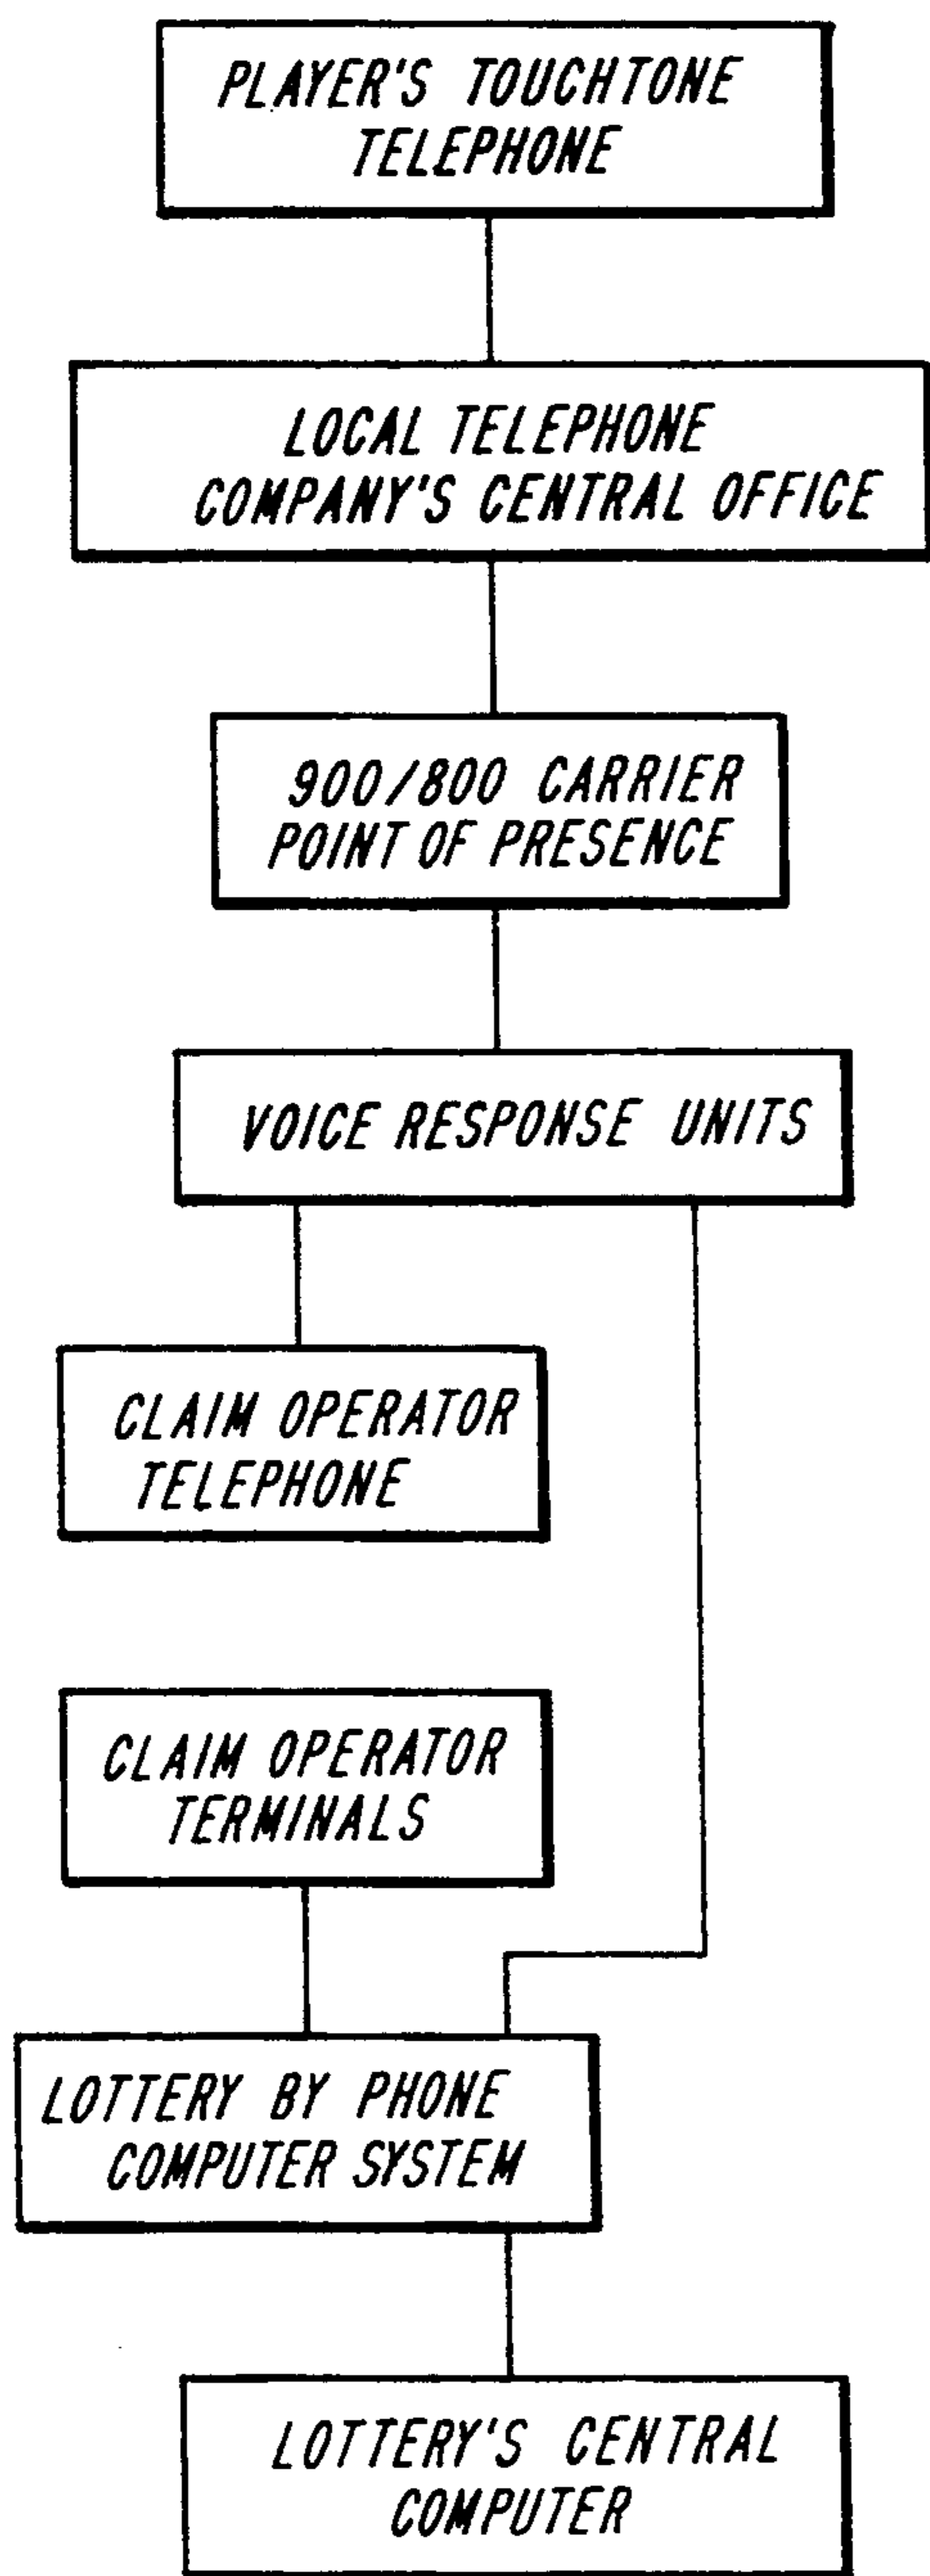 PLAYER'S TOUCHTONE
TELEPHONE
LOCAL TELEPHONE
COMPANY'S CENTRAL OFFICE
900/800 CARRIER
POINT OF PRESENCE
VOICE RESPONSE UNITS
CLAIM OPERATOR
TELEPHONE
CLAIM OPERATOR
TERMINALS
LOTTERY BY PHONE
COMPUTER SYSTEM
LOTTERY'S CENTRAL
COMPUTER